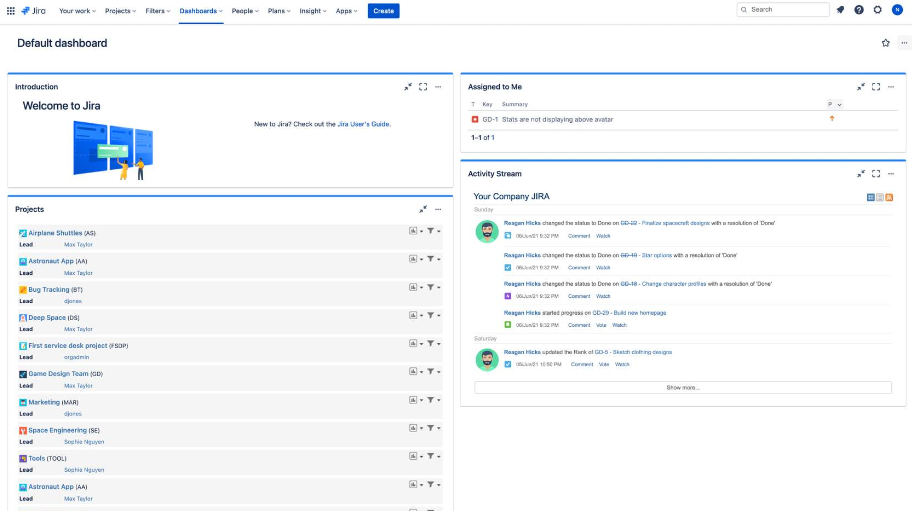 Jira Your work Projects Filters Dashboards People Plans Insight Apps Create Search N
Default dashboard
Introduction
Welcome to Jira
New to Jira? Check out the Jira User's Guide.
Projects
Airplane Shuttles (AS)
Lead Max Taylor
Astronaut App (AA)
Lead Max Taylor
Bug Tracking (BT)
Lead djones
Deep Space (DS)
Lead Max Taylor
First service desk project (FSDP)
Lead orgadmin
Game Design Team (GD)
Lead Max Taylor
Marketing (MAR)
Lead djones
Space Engineering (SE)
Lead Sophie Nguyen
Tools (TOOL)
Lead Sophie Nguyen
Astronaut App (AA)
Lead Max Taylor
Assigned to Me
T Key Summary P
GD-1 Stats are not displaying above avatar
1–1 of 1
Activity Stream
Your Company JIRA
Sunday
Reagan Hicks changed the status to Done on GD-22 - Finalize spacecraft designs with a resolution of 'Done'
06/Jun/21 9:32 PM Comment Watch
Reagan Hicks changed the status to Done on GD-19 - Star options with a resolution of 'Done'
06/Jun/21 9:32 PM Comment Watch
Reagan Hicks changed the status to Done on GD-18 - Change character profiles with a resolution of 'Done'
06/Jun/21 9:32 PM Comment Watch
Reagan Hicks started progress on GD-29 - Build new homepage
06/Jun/21 9:32 PM Comment Vote Watch
Saturday
Reagan Hicks updated the Rank of GD-5 - Sketch clothing designs
05/Jun/21 10:50 PM Comment Vote Watch
Show more...